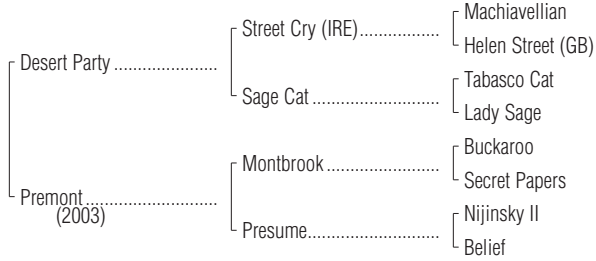 Machiavellian
Street Cry (IRE)
Helen Street (GB)
Desert Party
Tabasco Cat
Sage Cat
Lady Sage
Buckaroo
Montbrook
Secret Papers
Premont
(2003)
Nijinsky II
Presume
Belief